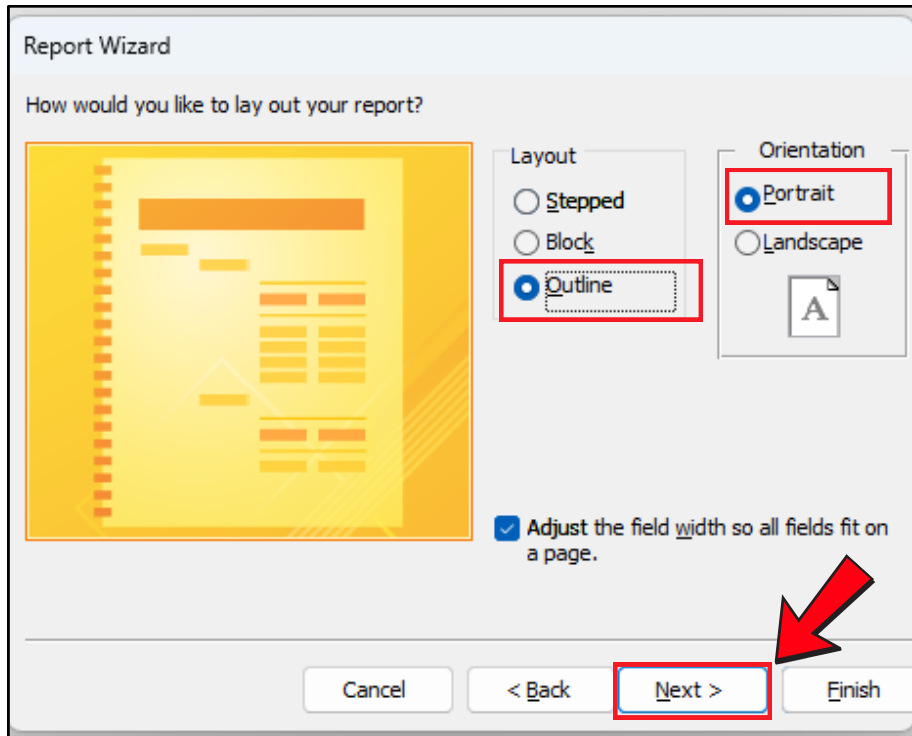 Report Wizard
How would you like to lay out your report?
Layout
Stepped
Block
Outline
Orientation
Portrait
Landscape
A
Adjust the field width so all fields fit on
a page.
Cancel
< Back
Next >
Finish